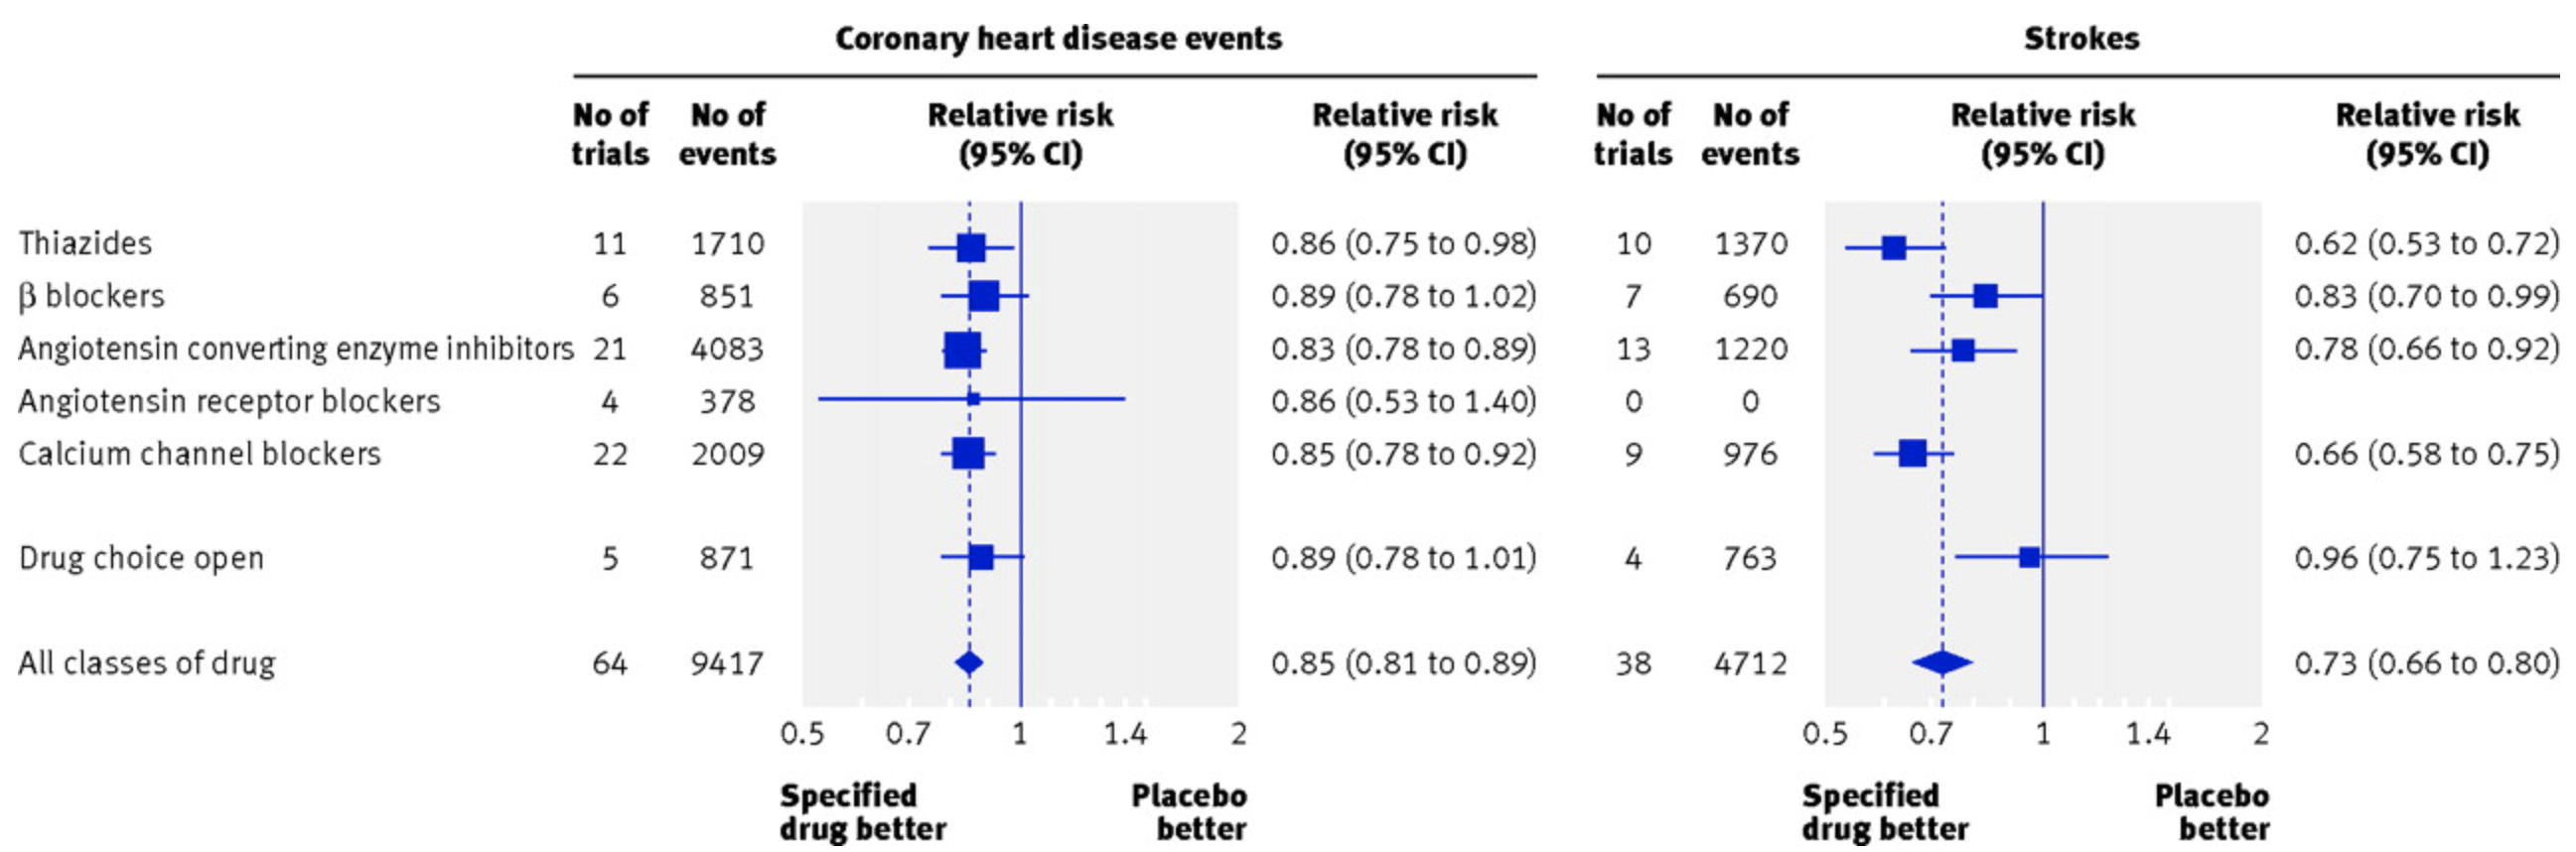 Coronary heart disease events Strokes
No of No of Relative risk Relative risk No of No of Relative risk Relative risk
trials events (95% CI) (95% CI) trials events (95% CI) (95% CI)
Thiazides 11 1710 0.86 (0.75 to 0.98) 10 1370 0.62 (0.53 to 0.72)
β blockers 6 851 0.89 (0.78 to 1.02) 7 690 0.83 (0.70 to 0.99)
Angiotensin converting enzyme inhibitors 21 4083 0.83 (0.78 to 0.89) 13 1220 0.78 (0.66 to 0.92)
Angiotensin receptor blockers 4 378 0.86 (0.53 to 1.40) 0 0
Calcium channel blockers 22 2009 0.85 (0.78 to 0.92) 9 976 0.66 (0.58 to 0.75)
Drug choice open 5 871 0.89 (0.78 to 1.01) 4 763 0.96 (0.75 to 1.23)
All classes of drug 64 9417 0.85 (0.81 to 0.89) 38 4712 0.73 (0.66 to 0.80)
0.5 0.7 1 1.4 2 0.5 0.7 1 1.4 2
Specified Placebo Specified Placebo
drug better better drug better better